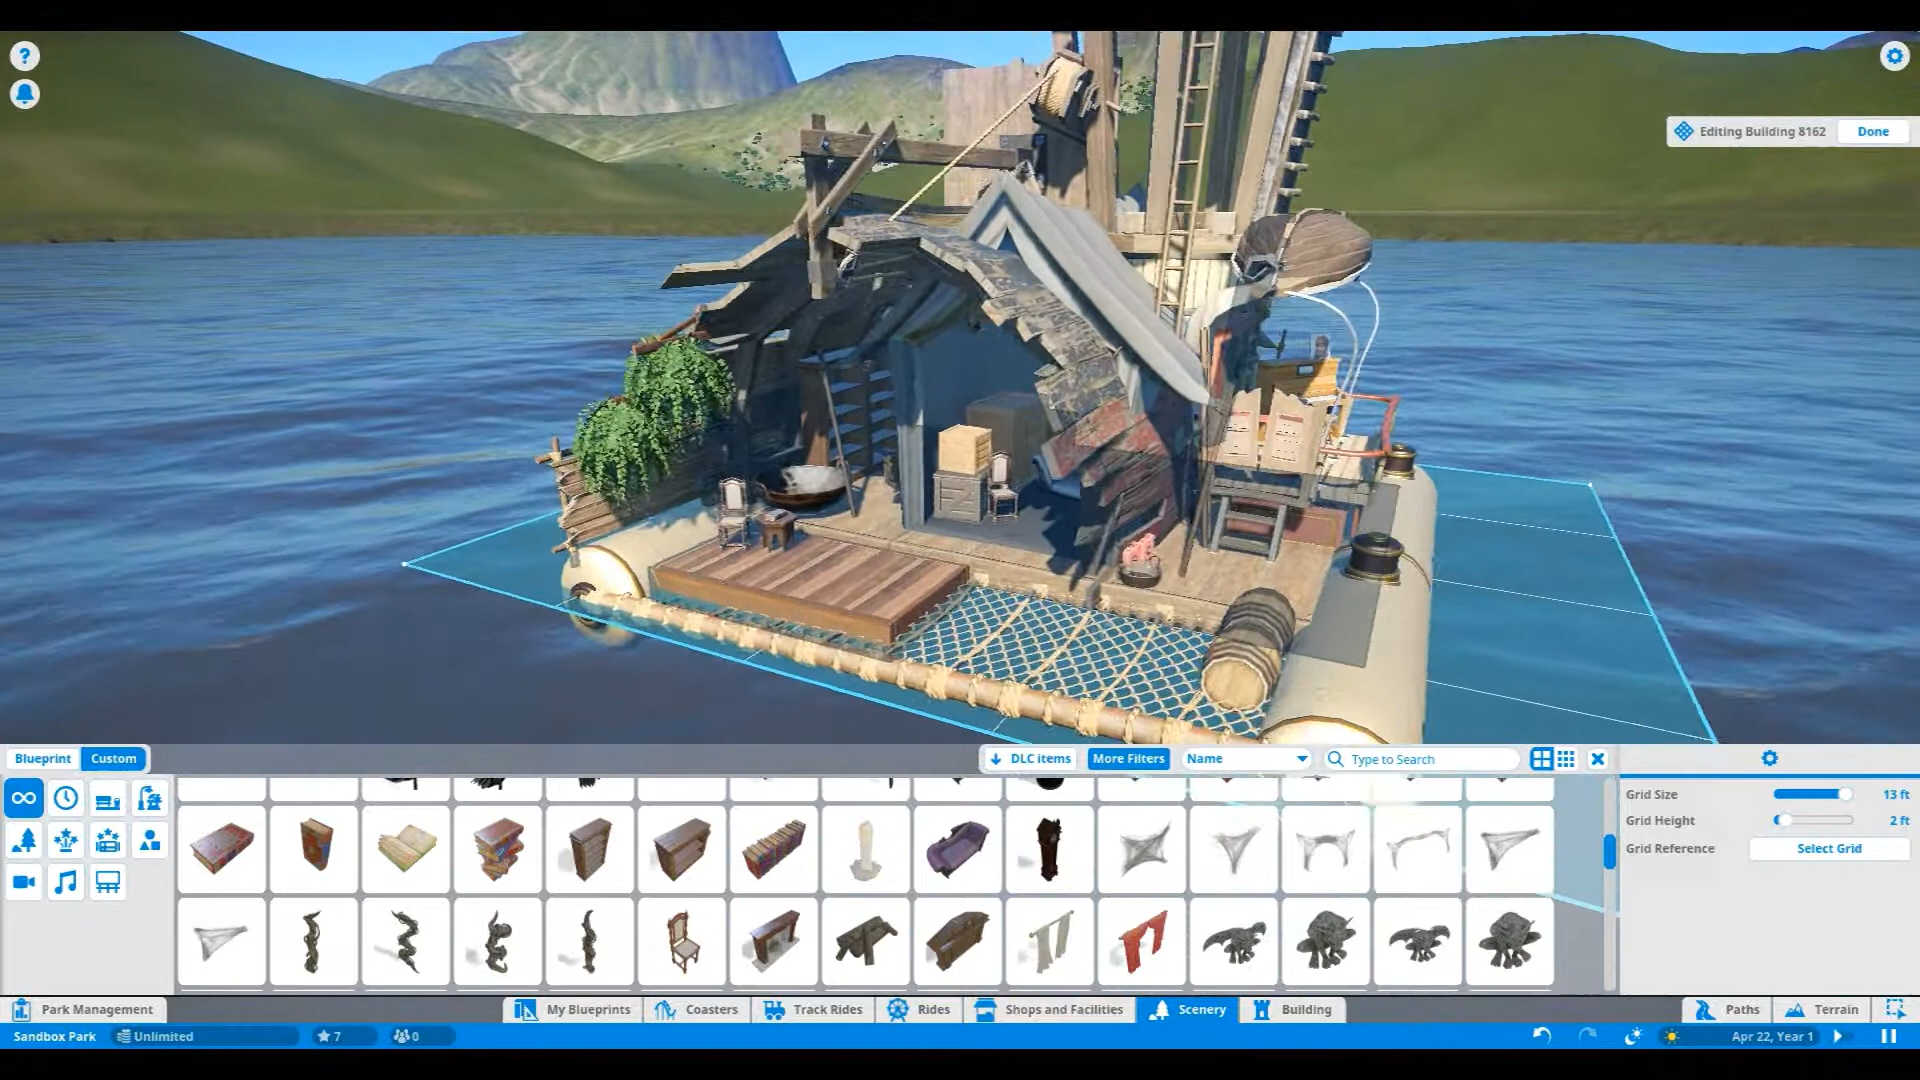 ?
Editing Building 8162
Done
Blueprint
Custom
DLC items
More Filters
Name
Type to Search
Grid Size
13 ft
Grid Height
2 ft
Grid Reference
Select Grid
Park Management
My Blueprints
Coasters
Track Rides
Rides
Shops and Facilities
Scenery
Building
Paths
Terrain
Sandbox Park
Unlimited
7
0
Apr 22, Year 1